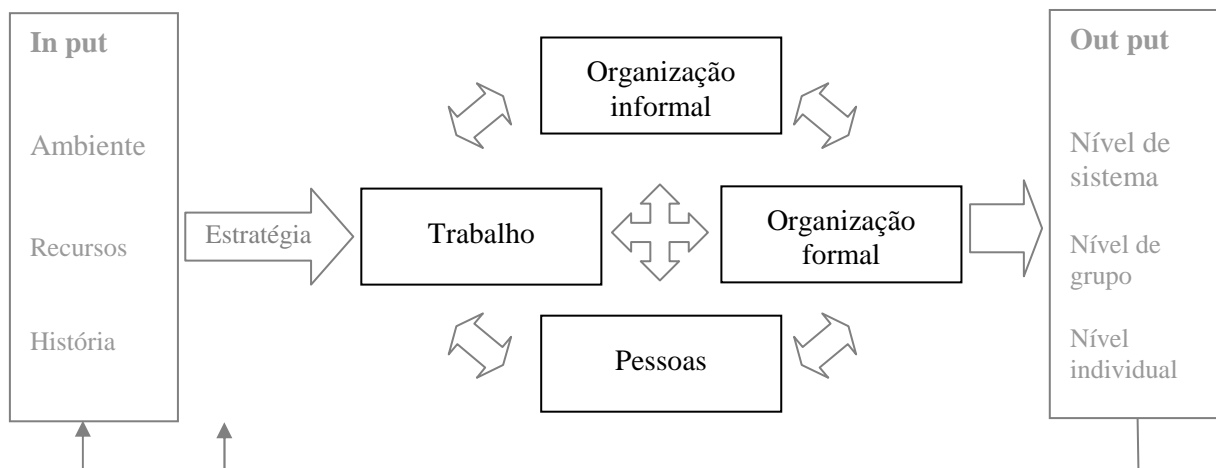 In put
Ambiente
Recursos
História
Estratégia
Organização
informal
Trabalho
Organização
formal
Pessoas
Out put
Nível de
sistema
Nível de
grupo
Nível
individual